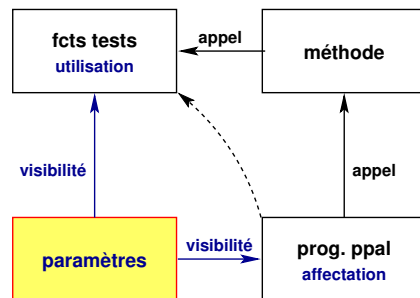 fcts tests
utilisation
appel
méthode
visibilité
appel
paramètres
visibilité
prog. ppal
affectation